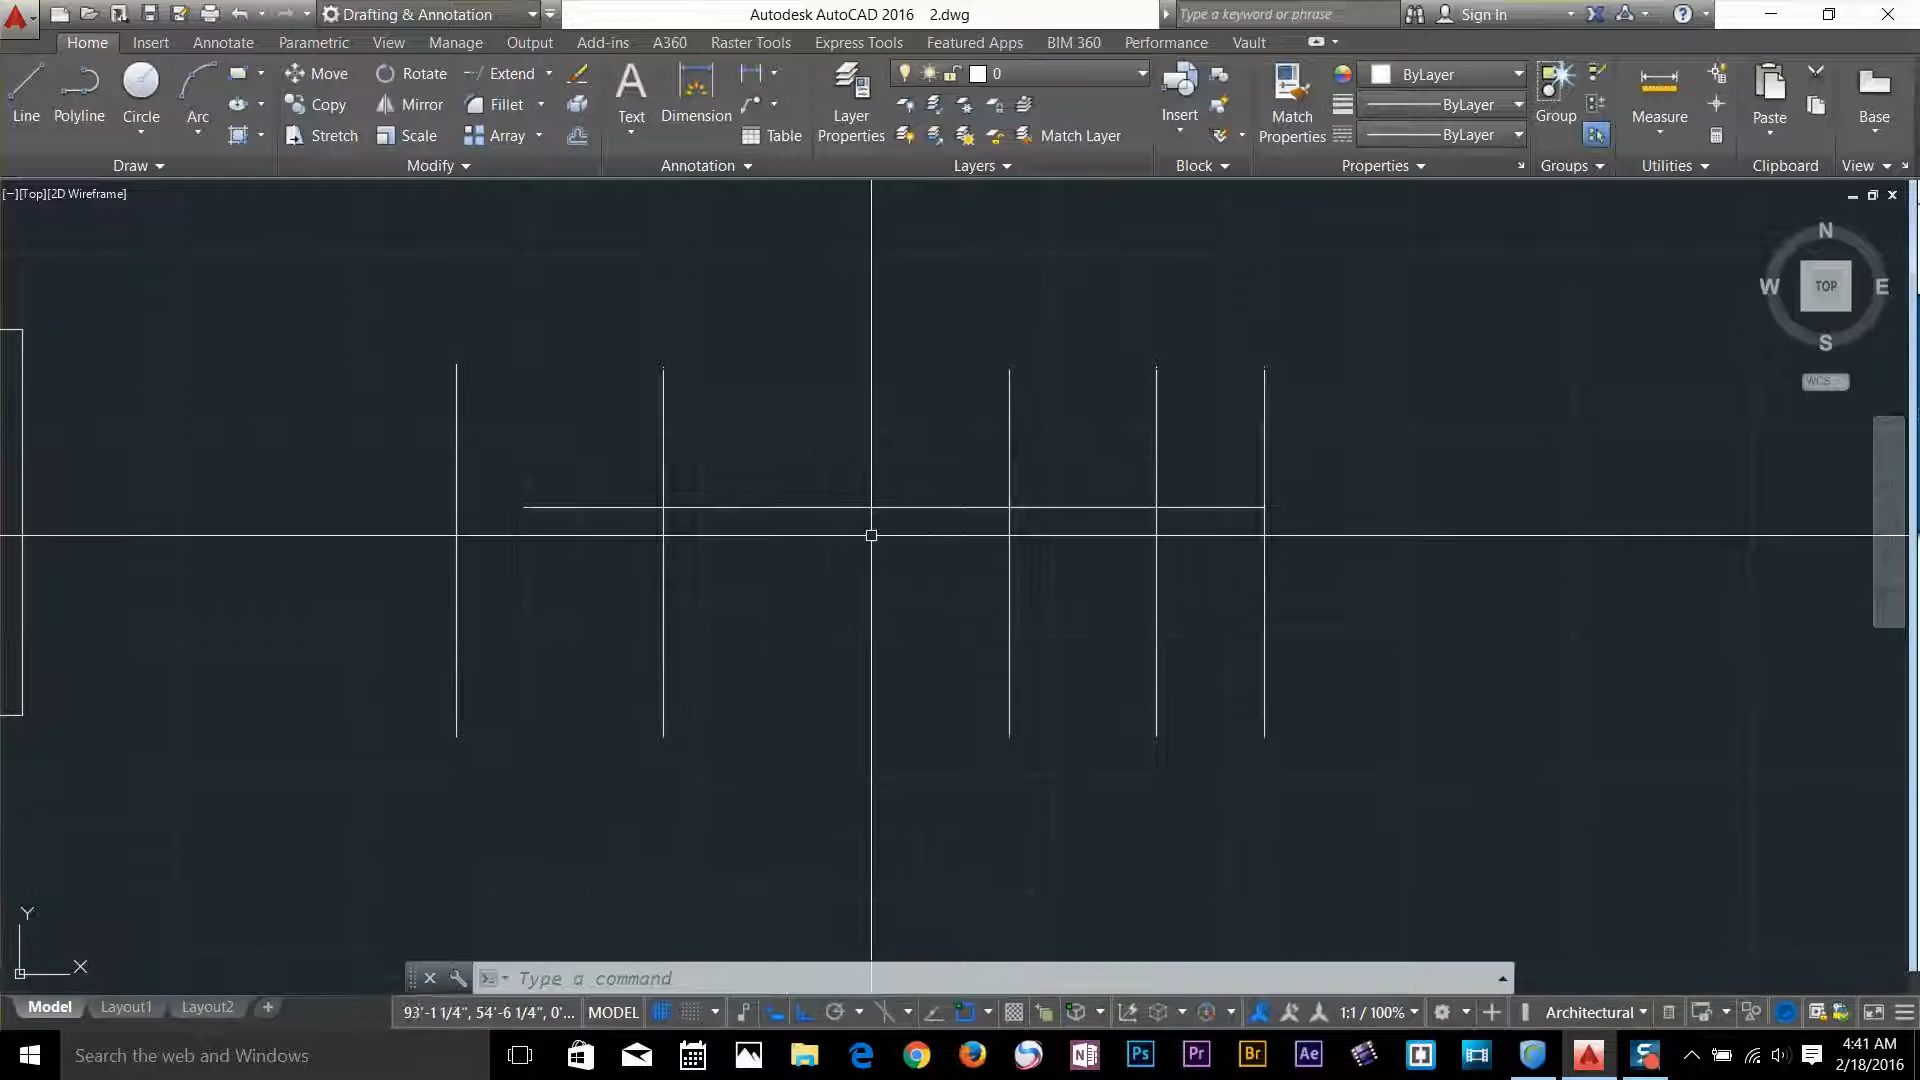 Drafting & Annotation
Autodesk AutoCAD 2016 2.dwg
Type a keyword or phrase
Sign In
Home Insert Annotate Parametric View Manage Output Add-ins A360 Raster Tools Express Tools Featured Apps BIM 360 Performance Vault
Line Polyline Circle Arc
Move Rotate Extend
Copy Mirror Fillet
Stretch Scale Array
Text Dimension Table
Layer Properties
0
Match Layer
Insert
Match Properties
ByLayer
ByLayer
ByLayer
Group
Measure
Paste
Base
Draw Modify Annotation Layers Block Properties Groups Utilities Clipboard View
[−][Top][2D Wireframe]
N
W TOP E
S
WCS
Y
X
Type a command
Model Layout1 Layout2 +
93'-1 1/4", 54'-6 1/4", 0'... MODEL
1:1 / 100%
Architectural
Search the web and Windows
Ps Pr Br Ae
4:41 AM
2/18/2016